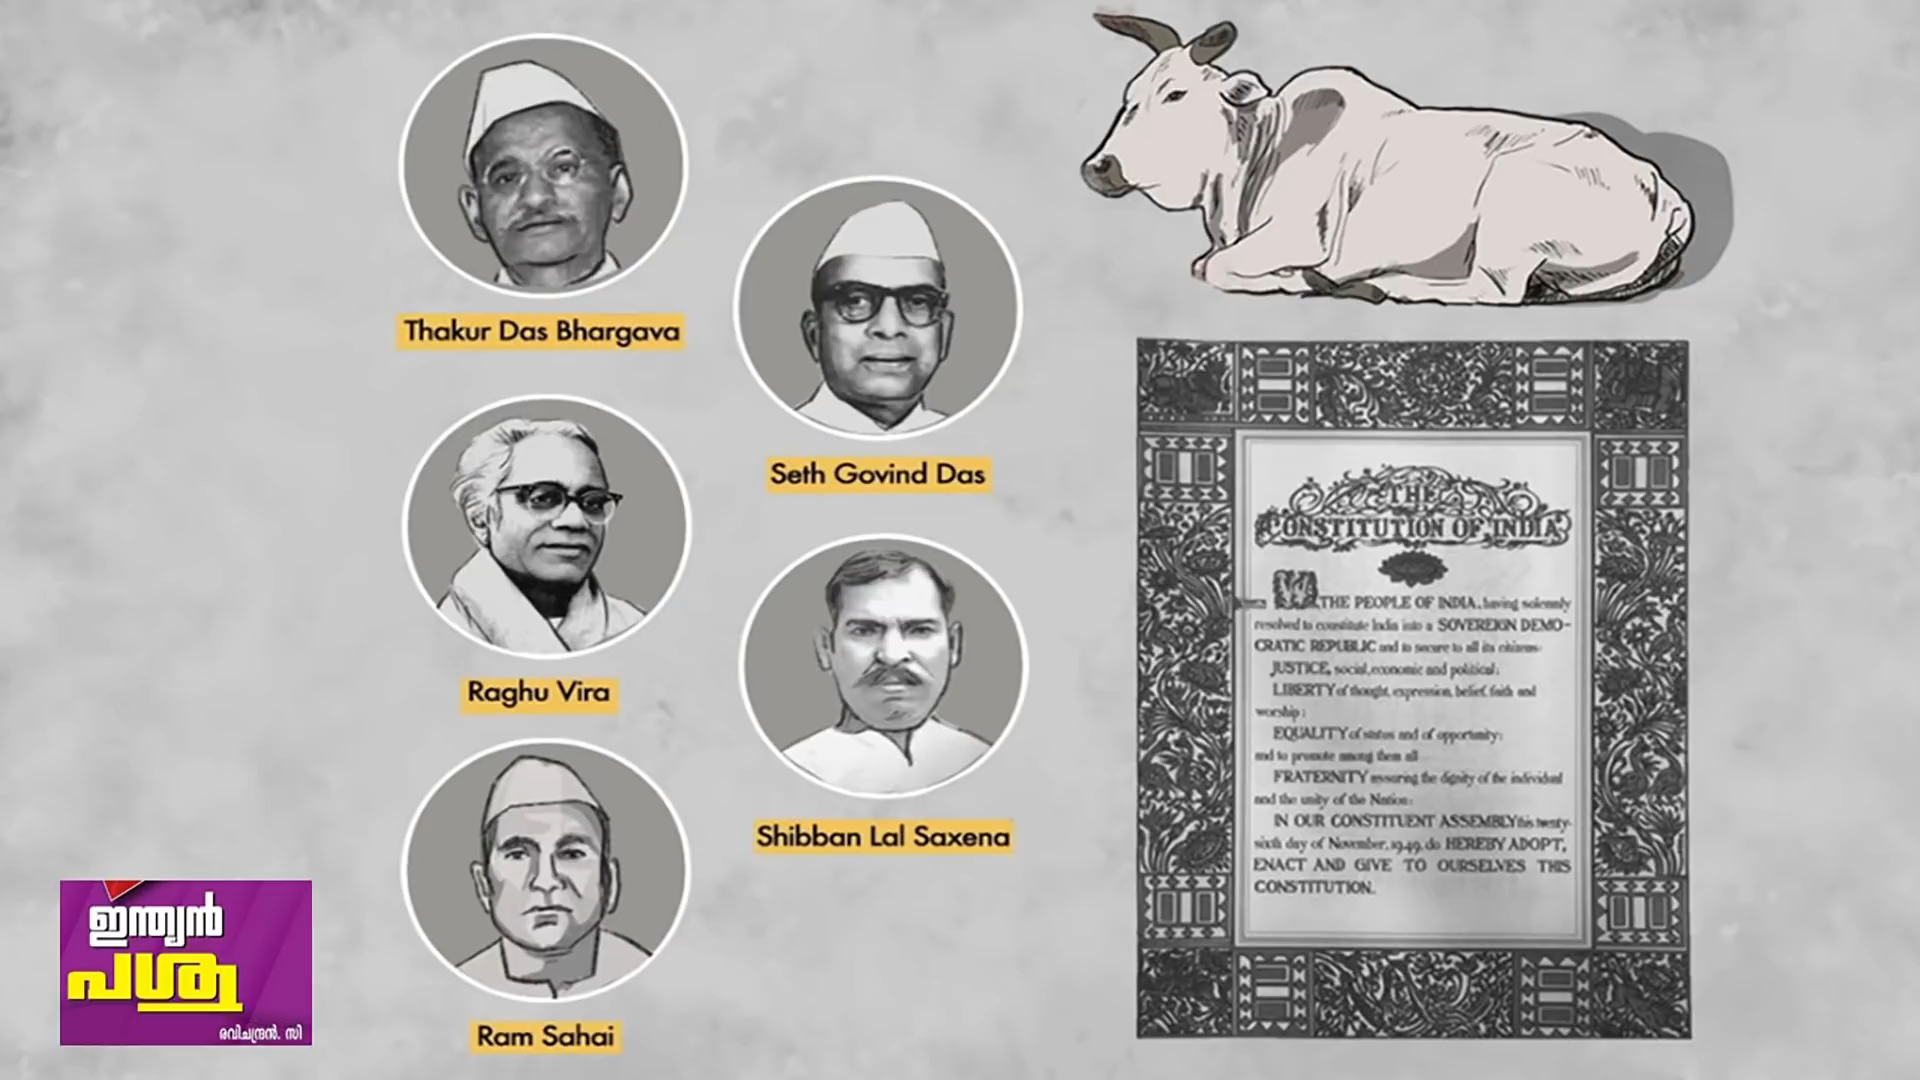 Thakur Das Bhargava
Seth Govind Das
Raghu Vira
Shibban Lal Saxena
Ram Sahai
THE
CONSTITUTION OF INDIA
WE, THE PEOPLE OF INDIA, having solemnly
resolved to constitute India into a SOVEREIGN DEMO-
CRATIC REPUBLIC and to secure to all its citizens:
JUSTICE, social, economic and political;
LIBERTY of thought, expression, belief, faith and
worship;
EQUALITY of status and of opportunity;
and to promote among them all
FRATERNITY assuring the dignity of the individual
and the unity of the Nation;
IN OUR CONSTITUENT ASSEMBLY this twenty-
sixth day of November, 1949, do HEREBY ADOPT,
ENACT AND GIVE TO OURSELVES THIS
CONSTITUTION.
ഇന്ത്യൻ
പശു
രവിചന്ദ്രൻ. സി